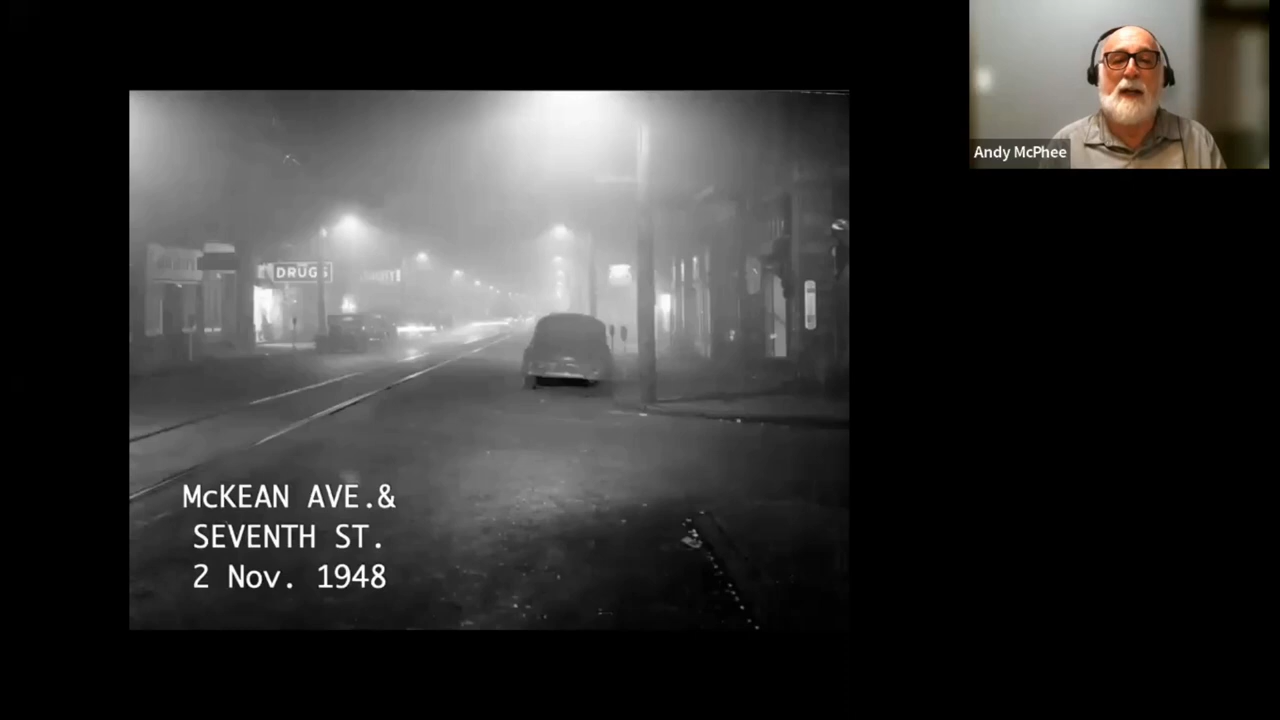 DRUGS
McKEAN AVE.&
SEVENTH ST.
2 Nov. 1948
Andy McPhee